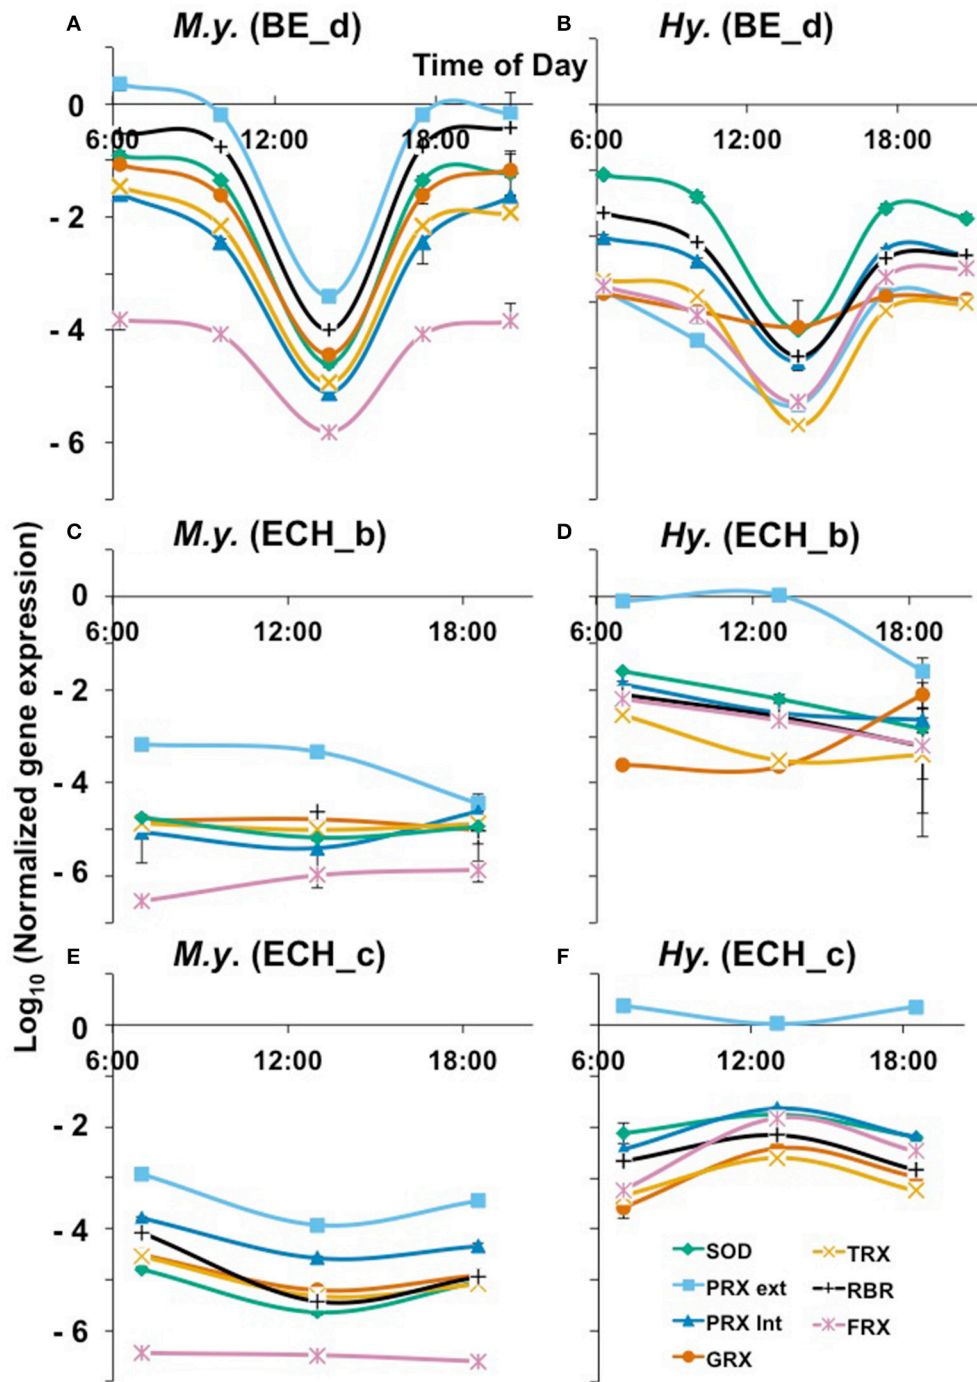 A M.y. (BE_d)
B Hy. (BE_d)
Time of Day
0
6:00 12:00 18:00
6:00 12:00 18:00
- 2
- 4
- 6
C M.y. (ECH_b)
D Hy. (ECH_b)
0
6:00 12:00 18:00
6:00 12:00 18:00
- 2
- 4
- 6
Log10 (Normalized gene expression)
E M.y. (ECH_c)
F Hy. (ECH_c)
0
6:00 12:00 18:00
6:00 12:00 18:00
- 2
- 4
- 6
SOD
PRX ext
PRX Int
GRX
TRX
RBR
FRX